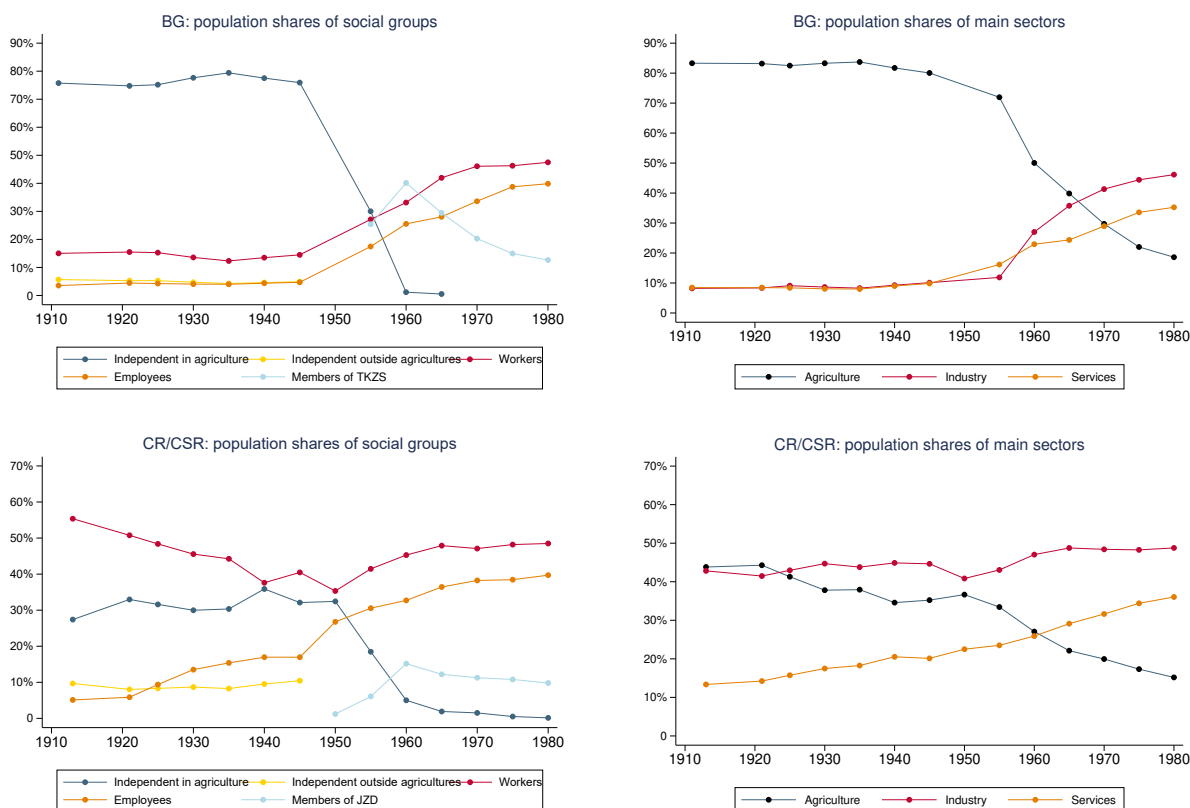 BG: population shares of social groups
90%
80%
70%
60%
50%
40%
30%
20%
10%
0
1910 1920 1930 1940 1950 1960 1970 1980
Independent in agriculture Independent outside agricultures Workers
Employees Members of TKZS
BG: population shares of main sectors
90%
80%
70%
60%
50%
40%
30%
20%
10%
0
1910 1920 1930 1940 1950 1960 1970 1980
Agriculture Industry Services
CR/CSR: population shares of social groups
70%
60%
50%
40%
30%
20%
10%
0
1910 1920 1930 1940 1950 1960 1970 1980
Independent in agriculture Independent outside agricultures Workers
Employees Members of JZD
CR/CSR: population shares of main sectors
70%
60%
50%
40%
30%
20%
10%
0
1910 1920 1930 1940 1950 1960 1970 1980
Agriculture Industry Services